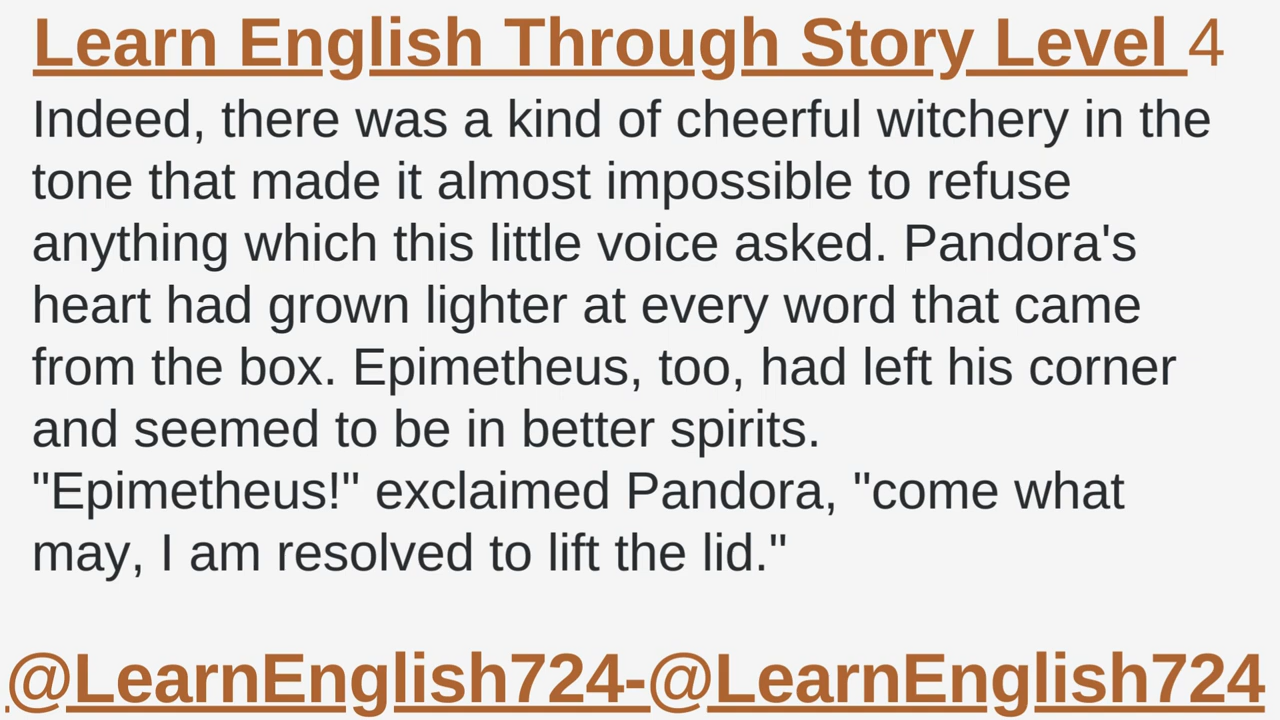 Learn English Through Story Level 4
Indeed, there was a kind of cheerful witchery in the
tone that made it almost impossible to refuse
anything which this little voice asked. Pandora's
heart had grown lighter at every word that came
from the box. Epimetheus, too, had left his corner
and seemed to be in better spirits.
"Epimetheus!" exclaimed Pandora, "come what
may, I am resolved to lift the lid."
@LearnEnglish724-@LearnEnglish724